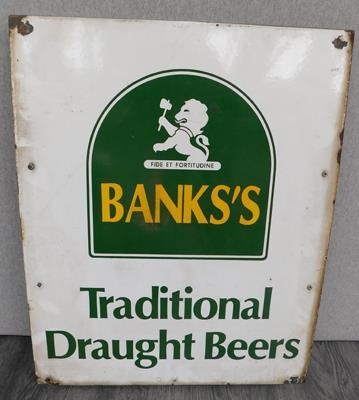 FIDE ET FORTITUDINE
BANKS'S
Traditional
Draught Beers